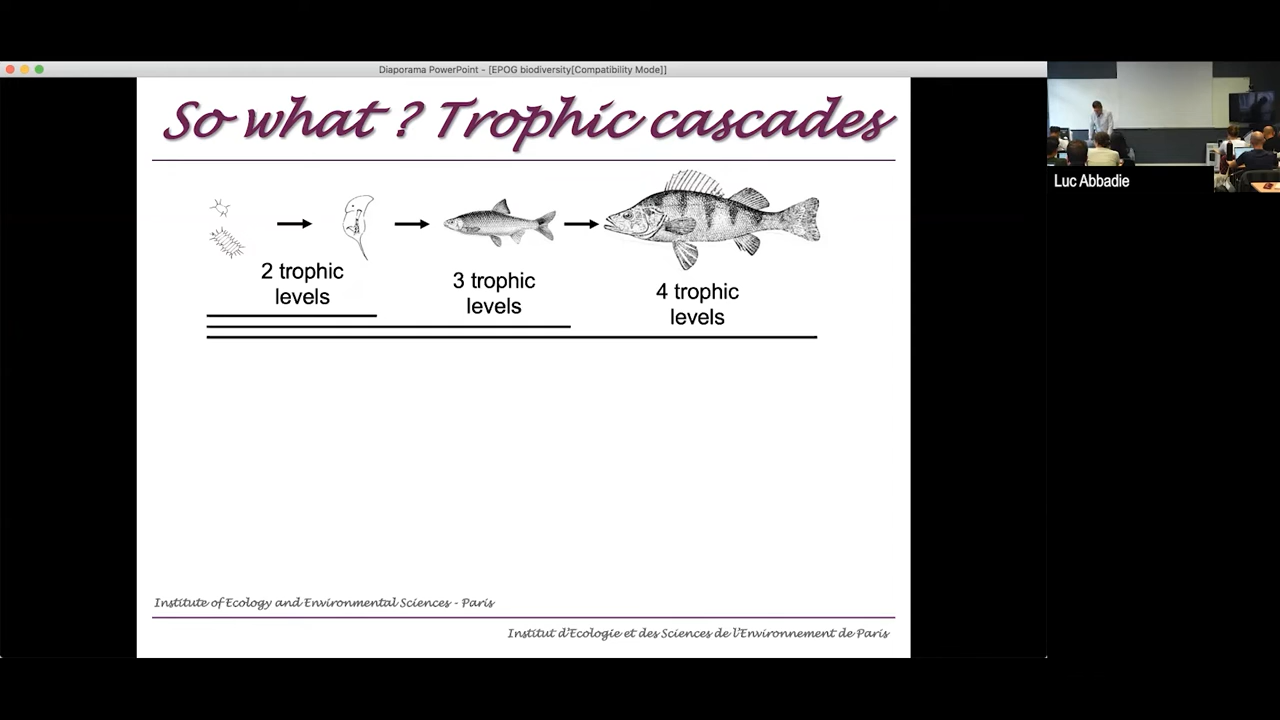 Diaporama PowerPoint - [EPOG biodiversity[Compatibility Mode]]
So what ? Trophic cascades
2 trophic
levels
3 trophic
levels
4 trophic
levels
Institute of Ecology and Environmental Sciences - Paris
Institut d'Ecologie et des Sciences de l'Environnement de Paris
Luc Abbadie